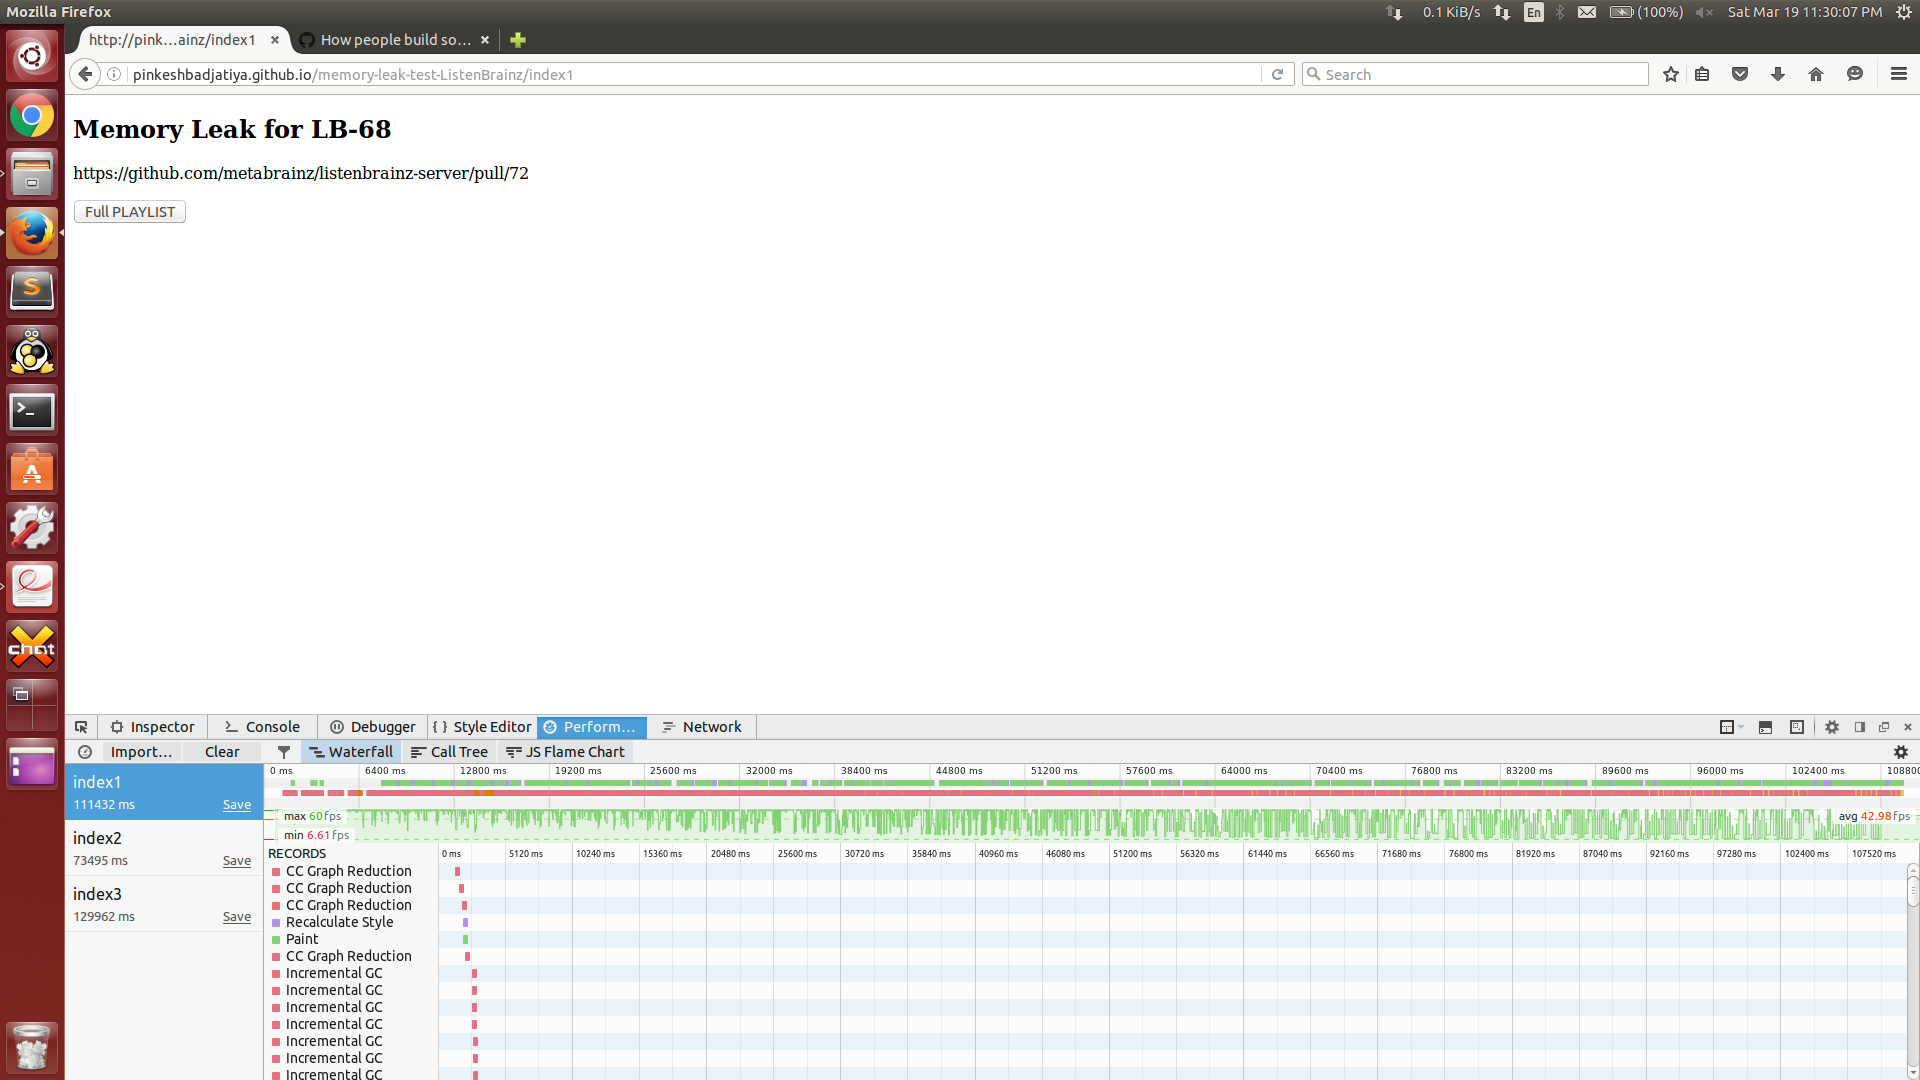 Mozilla Firefox
0.1 KiB/s
En
(100%)
Sat Mar 19 11:30:07 PM
http://pink…ainz/index1
How people build so…
pinkeshbadjatiya.github.io/memory-leak-test-ListenBrainz/index1
Search
Memory Leak for LB-68
https://github.com/metabrainz/listenbrainz-server/pull/72
Full PLAYLIST
chat
Inspector
Console
Debugger
Style Editor
Perform…
Network
Import…
Clear
Waterfall
Call Tree
JS Flame Chart
index1
111432 ms
Save
index2
73495 ms
Save
index3
129962 ms
Save
0 ms 6400 ms 12800 ms 19200 ms 25600 ms 32000 ms 38400 ms 44800 ms 51200 ms 57600 ms 64000 ms 70400 ms 76800 ms 83200 ms 89600 ms 96000 ms 102400 ms 108800
max 60 fps
avg 42.98 fps
min 6.61 fps
RECORDS
0 ms 5120 ms 10240 ms 15360 ms 20480 ms 25600 ms 30720 ms 35840 ms 40960 ms 46080 ms 51200 ms 56320 ms 61440 ms 66560 ms 71680 ms 76800 ms 81920 ms 87040 ms 92160 ms 97280 ms 102400 ms 107520 ms
CC Graph Reduction
CC Graph Reduction
CC Graph Reduction
Recalculate Style
Paint
CC Graph Reduction
Incremental GC
Incremental GC
Incremental GC
Incremental GC
Incremental GC
Incremental GC
Incremental GC